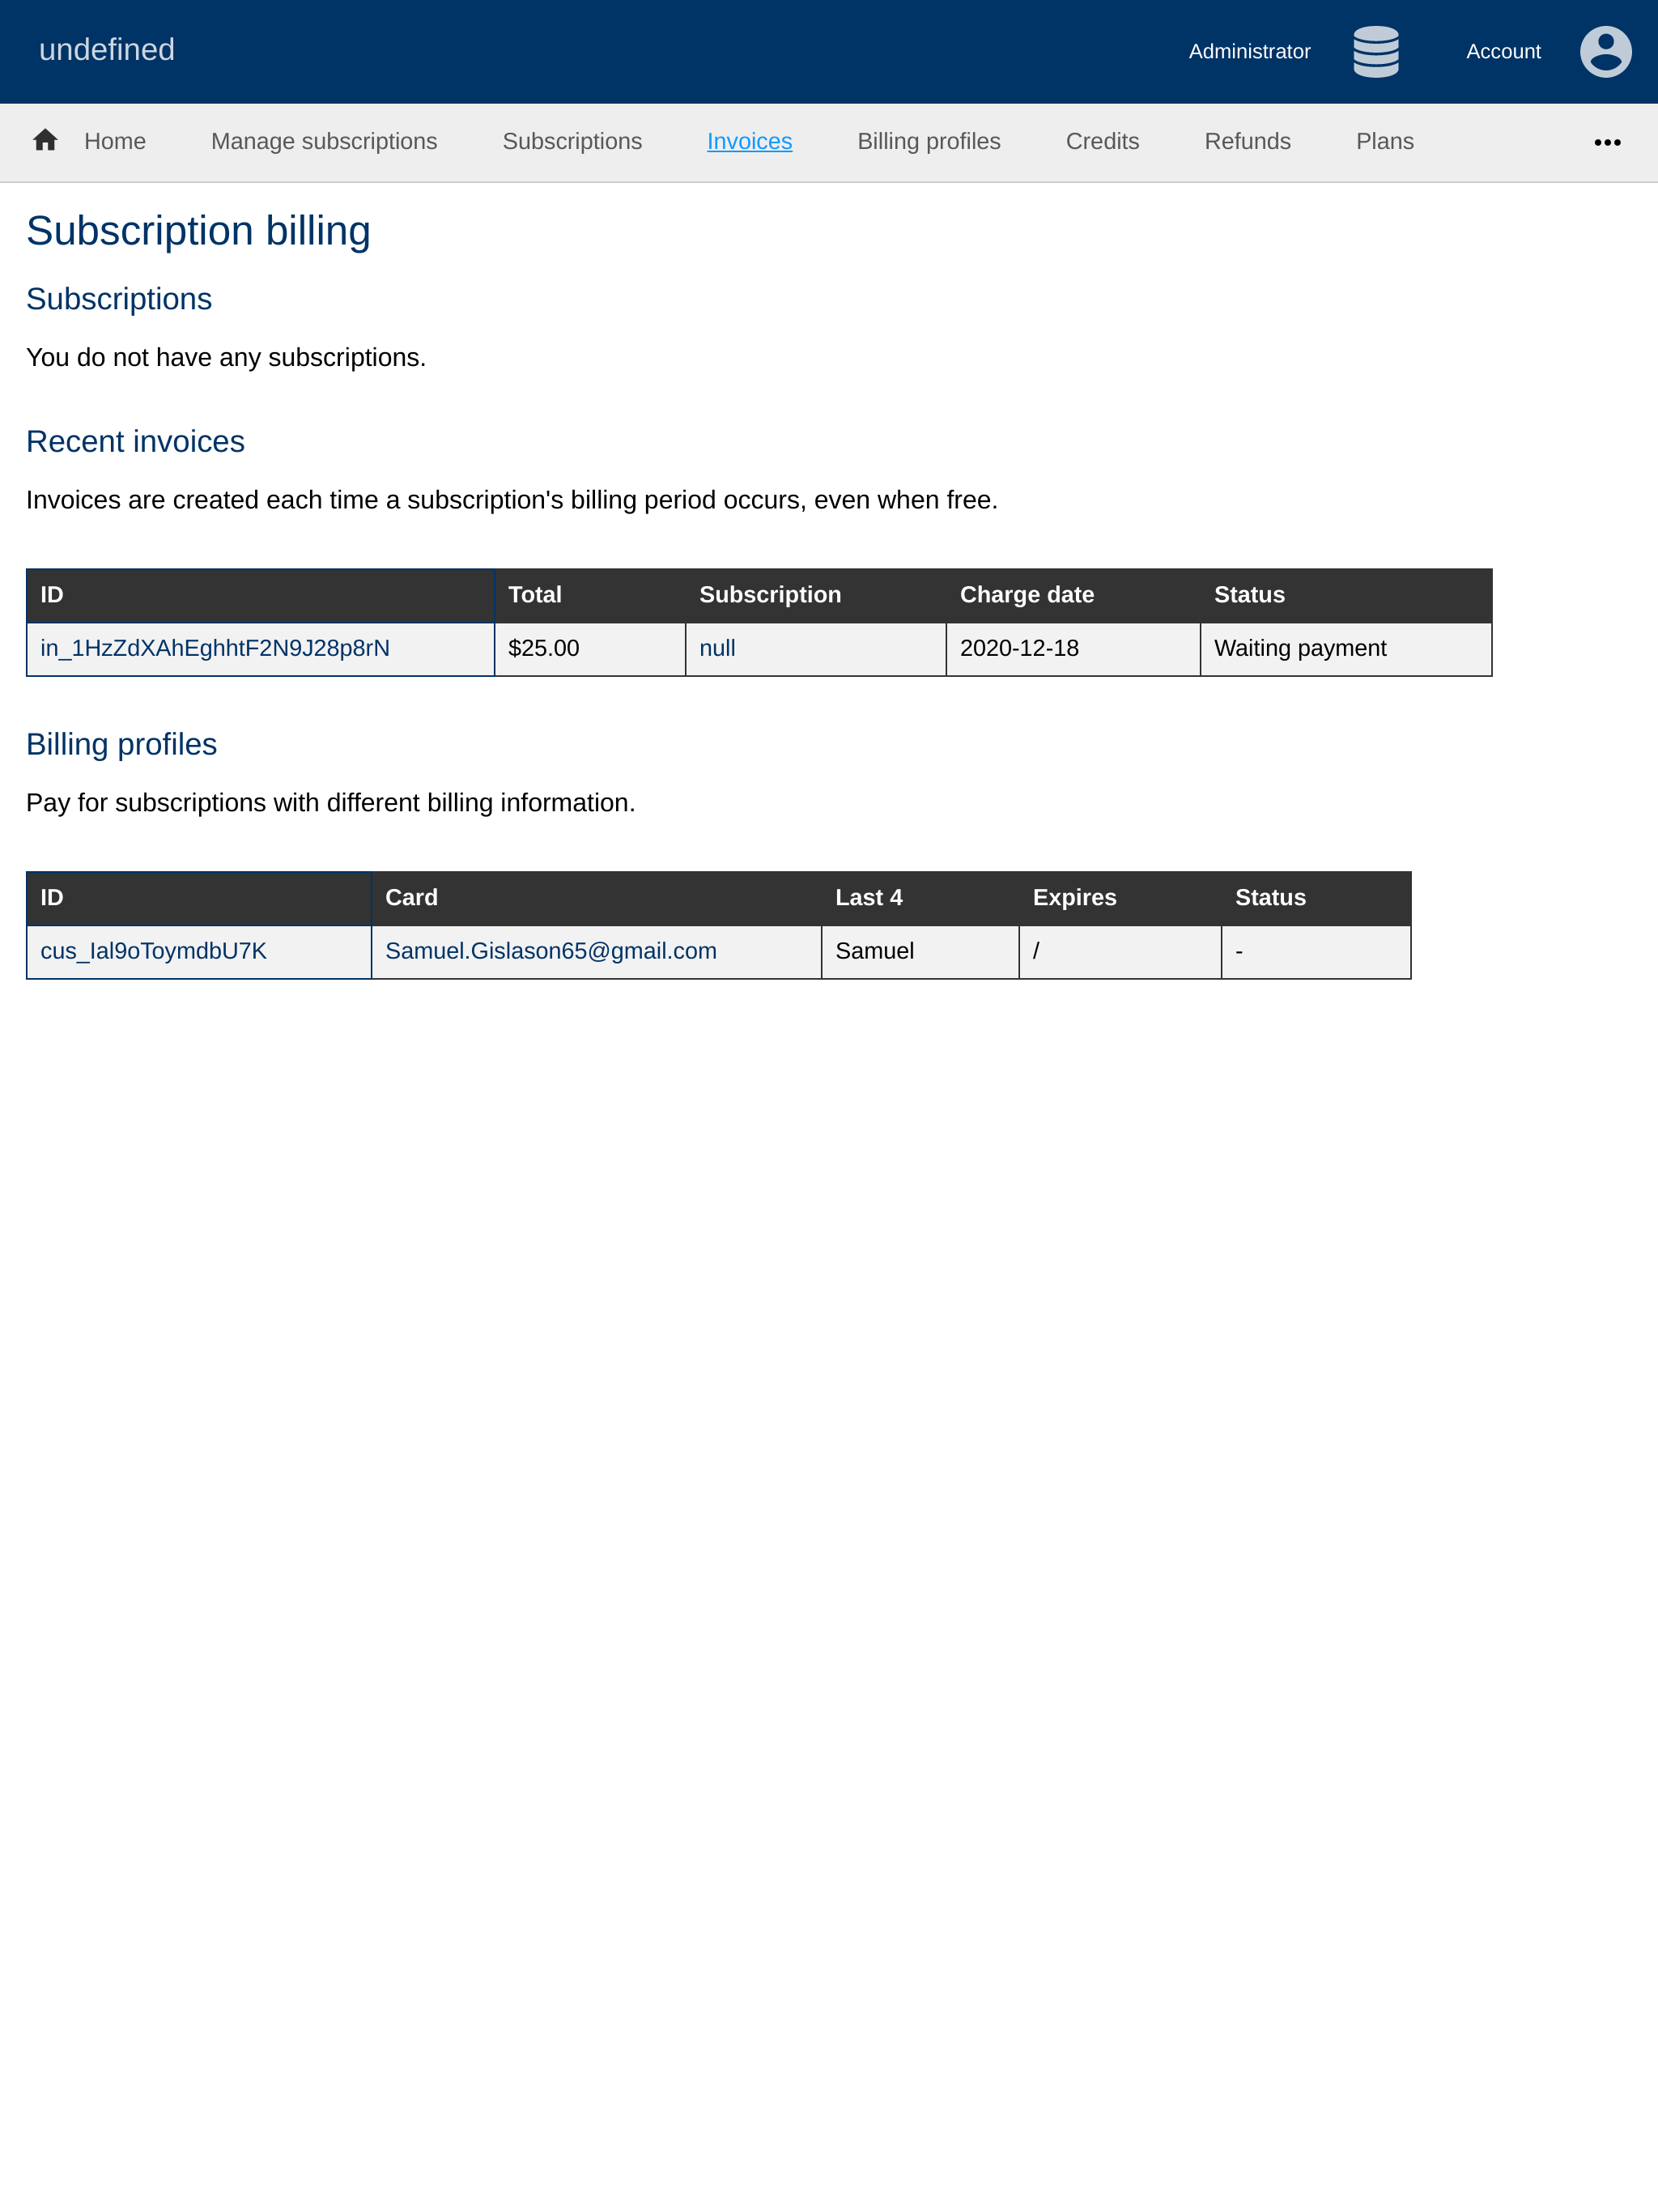 undefined Administrator Account
Home Manage subscriptions Subscriptions Invoices Billing profiles Credits Refunds Plans •••
Subscription billing
Subscriptions
You do not have any subscriptions.
Recent invoices
Invoices are created each time a subscription's billing period occurs, even when free.
ID Total Subscription Charge date Status
in_1HzZdXAhEghhtF2N9J28p8rN $25.00 null 2020-12-18 Waiting payment
Billing profiles
Pay for subscriptions with different billing information.
ID Card Last 4 Expires Status
cus_Ial9oToymdbU7K Samuel.Gislason65@gmail.com Samuel / -